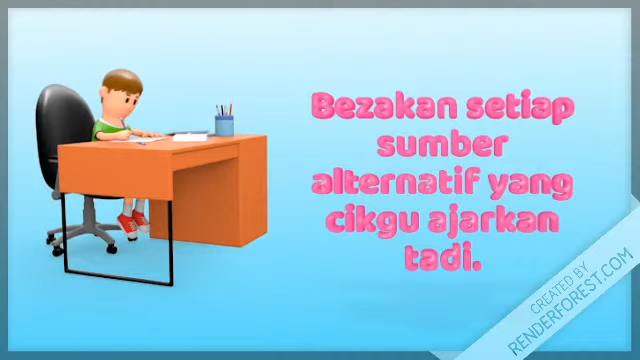 Bezakan setiap
sumber
alternatif yang
cikgu ajarkan
tadi.
CREATED BY
RENDERFOREST.COM